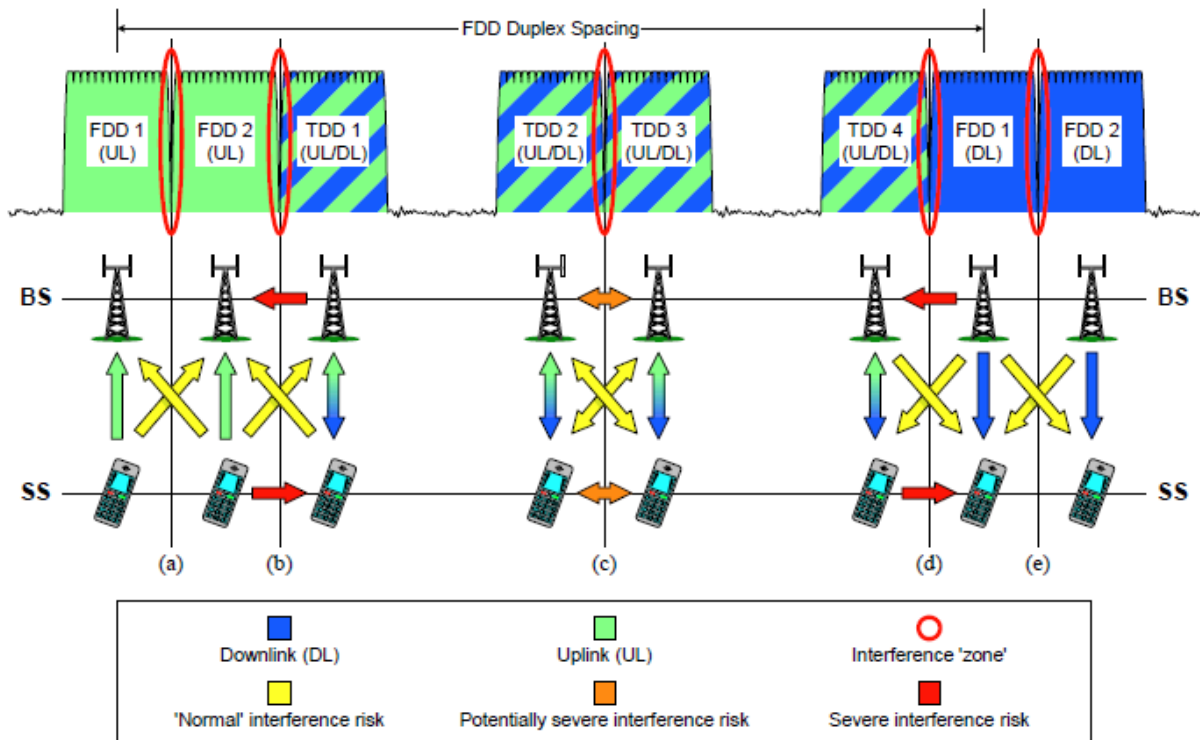 FDD Duplex Spacing
FDD 1
(UL)
FDD 2
(UL)
TDD 1
(UL/DL)
TDD 2
(UL/DL)
TDD 3
(UL/DL)
TDD 4
(UL/DL)
FDD 1
(DL)
FDD 2
(DL)
BS
BS
SS
SS
(a)
(b)
(c)
(d)
(e)
Downlink (DL)
Uplink (UL)
Interference 'zone'
'Normal' interference risk
Potentially severe interference risk
Severe interference risk